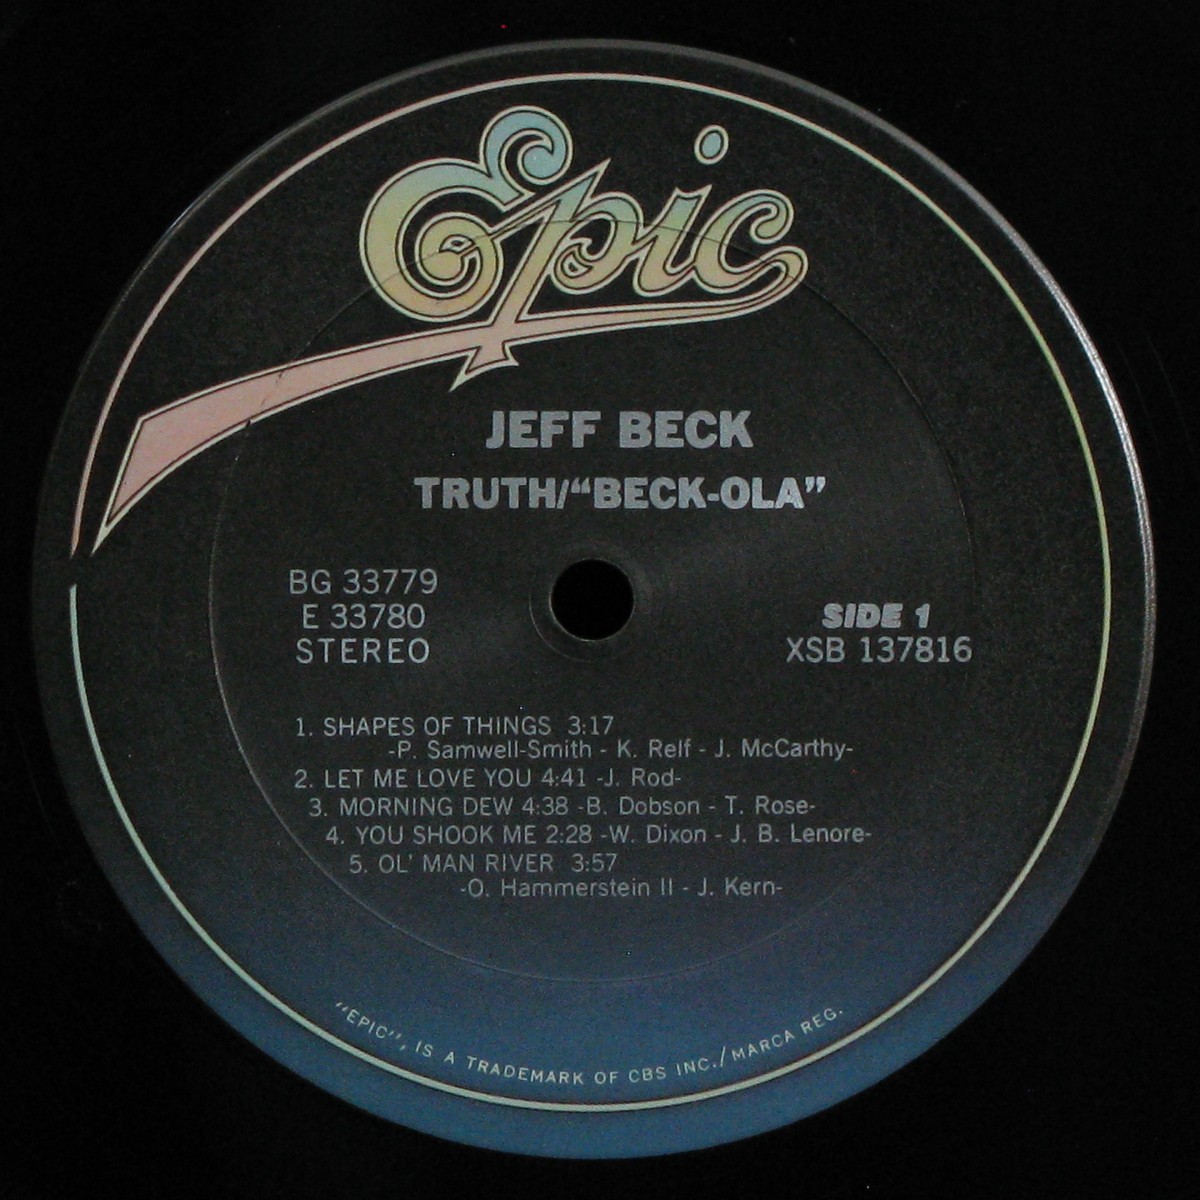 Epic
JEFF BECK
TRUTH/“BECK-OLA”
BG 33779
E 33780
STEREO
SIDE 1
XSB 137816
1. SHAPES OF THINGS 3:17
-P. Samwell-Smith - K. Relf - J. McCarthy-
2. LET ME LOVE YOU 4:41 -J. Rod-
3. MORNING DEW 4:38 -B. Dobson - T. Rose-
4. YOU SHOOK ME 2:28 -W. Dixon - J. B. Lenore-
5. OL' MAN RIVER 3:57
-O. Hammerstein II - J. Kern-
“EPIC”, IS A TRADEMARK OF CBS INC./MARCA REG.